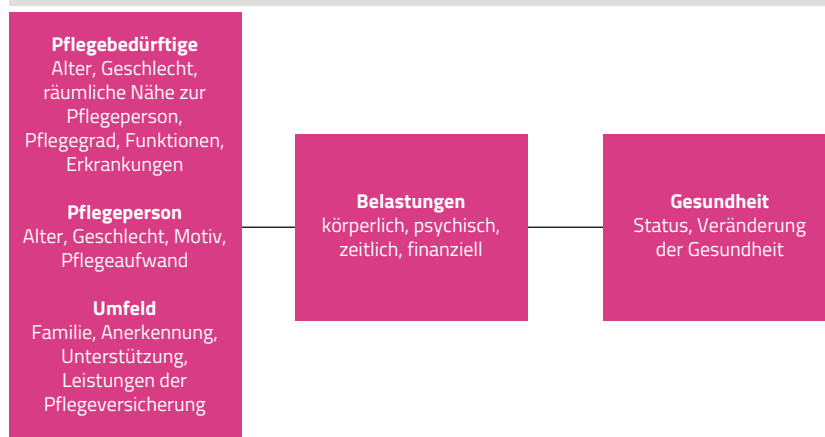 Pflegebedürftige
Alter, Geschlecht,
räumliche Nähe zur
Pflegeperson,
Pflegegrad, Funktionen,
Erkrankungen
Pflegeperson
Alter, Geschlecht, Motiv,
Pflegeaufwand
Umfeld
Familie, Anerkennung,
Unterstützung,
Leistungen der
Pflegeversicherung
Belastungen
körperlich, psychisch,
zeitlich, finanziell
Gesundheit
Status, Veränderung
der Gesundheit